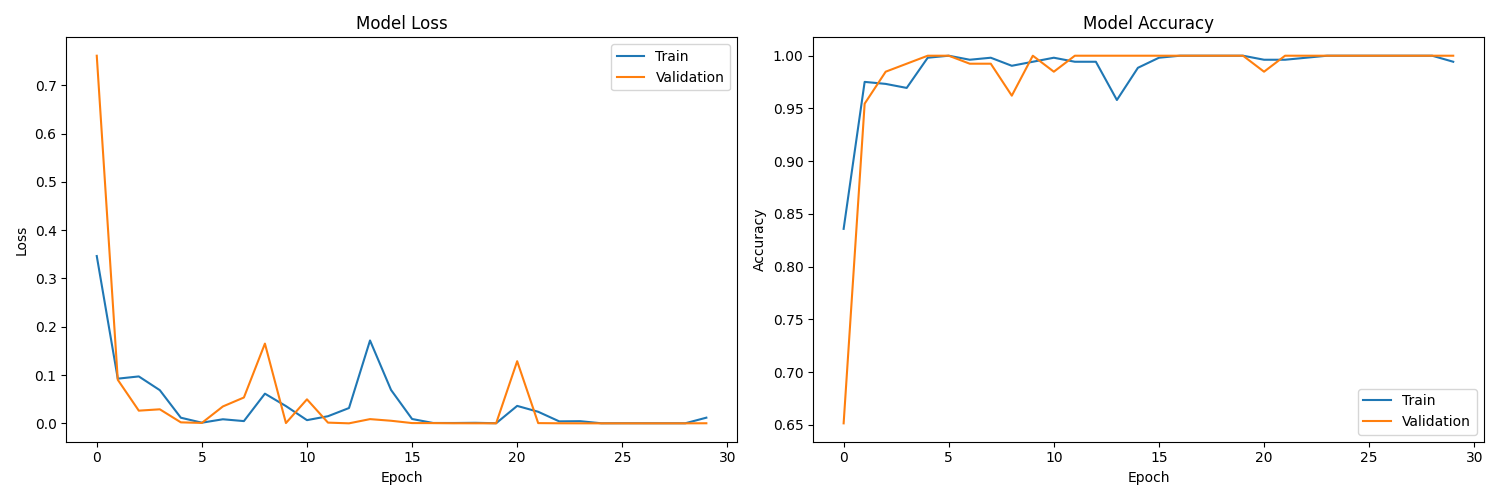 Model Loss
Loss
0.7
0.6
0.5
0.4
0.3
0.2
0.1
0.0
0 5 10 15 20 25 30
Epoch
Train
Validation
Model Accuracy
Accuracy
1.00
0.95
0.90
0.85
0.80
0.75
0.70
0.65
0 5 10 15 20 25 30
Epoch
Train
Validation